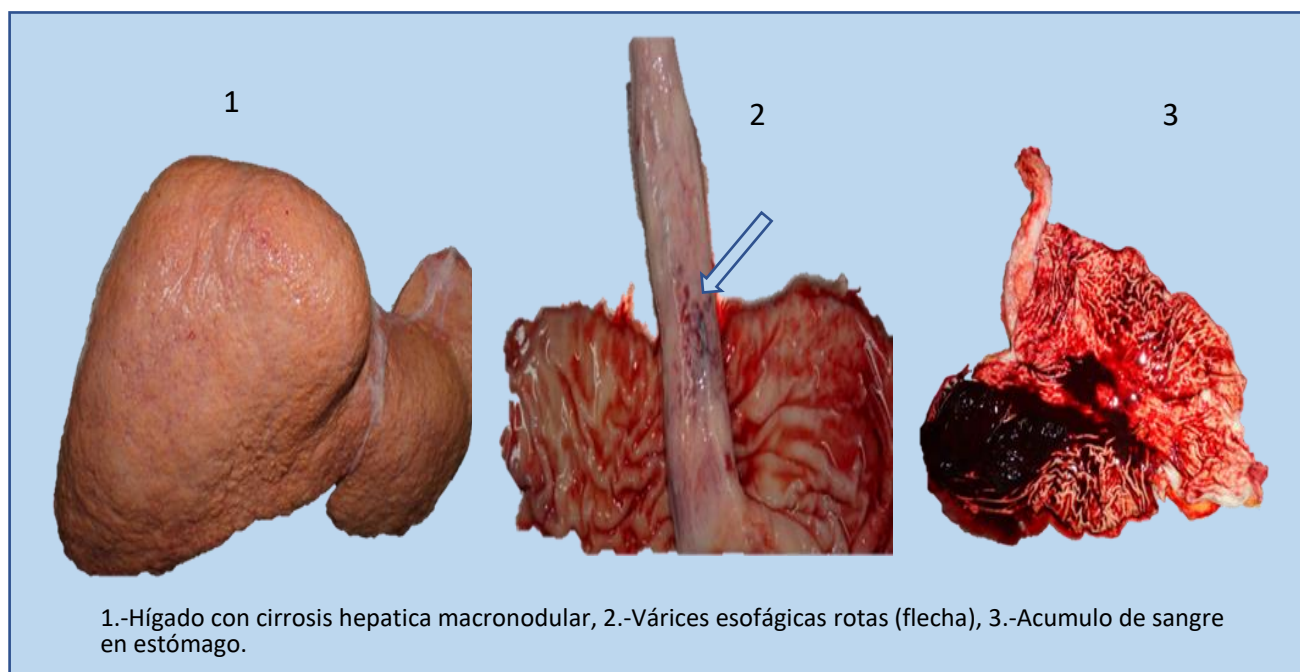 1
2
3
1.-Hígado con cirrosis hepatica macronodular, 2.-Várices esofágicas rotas (flecha), 3.-Acumulo de sangre
en estómago.